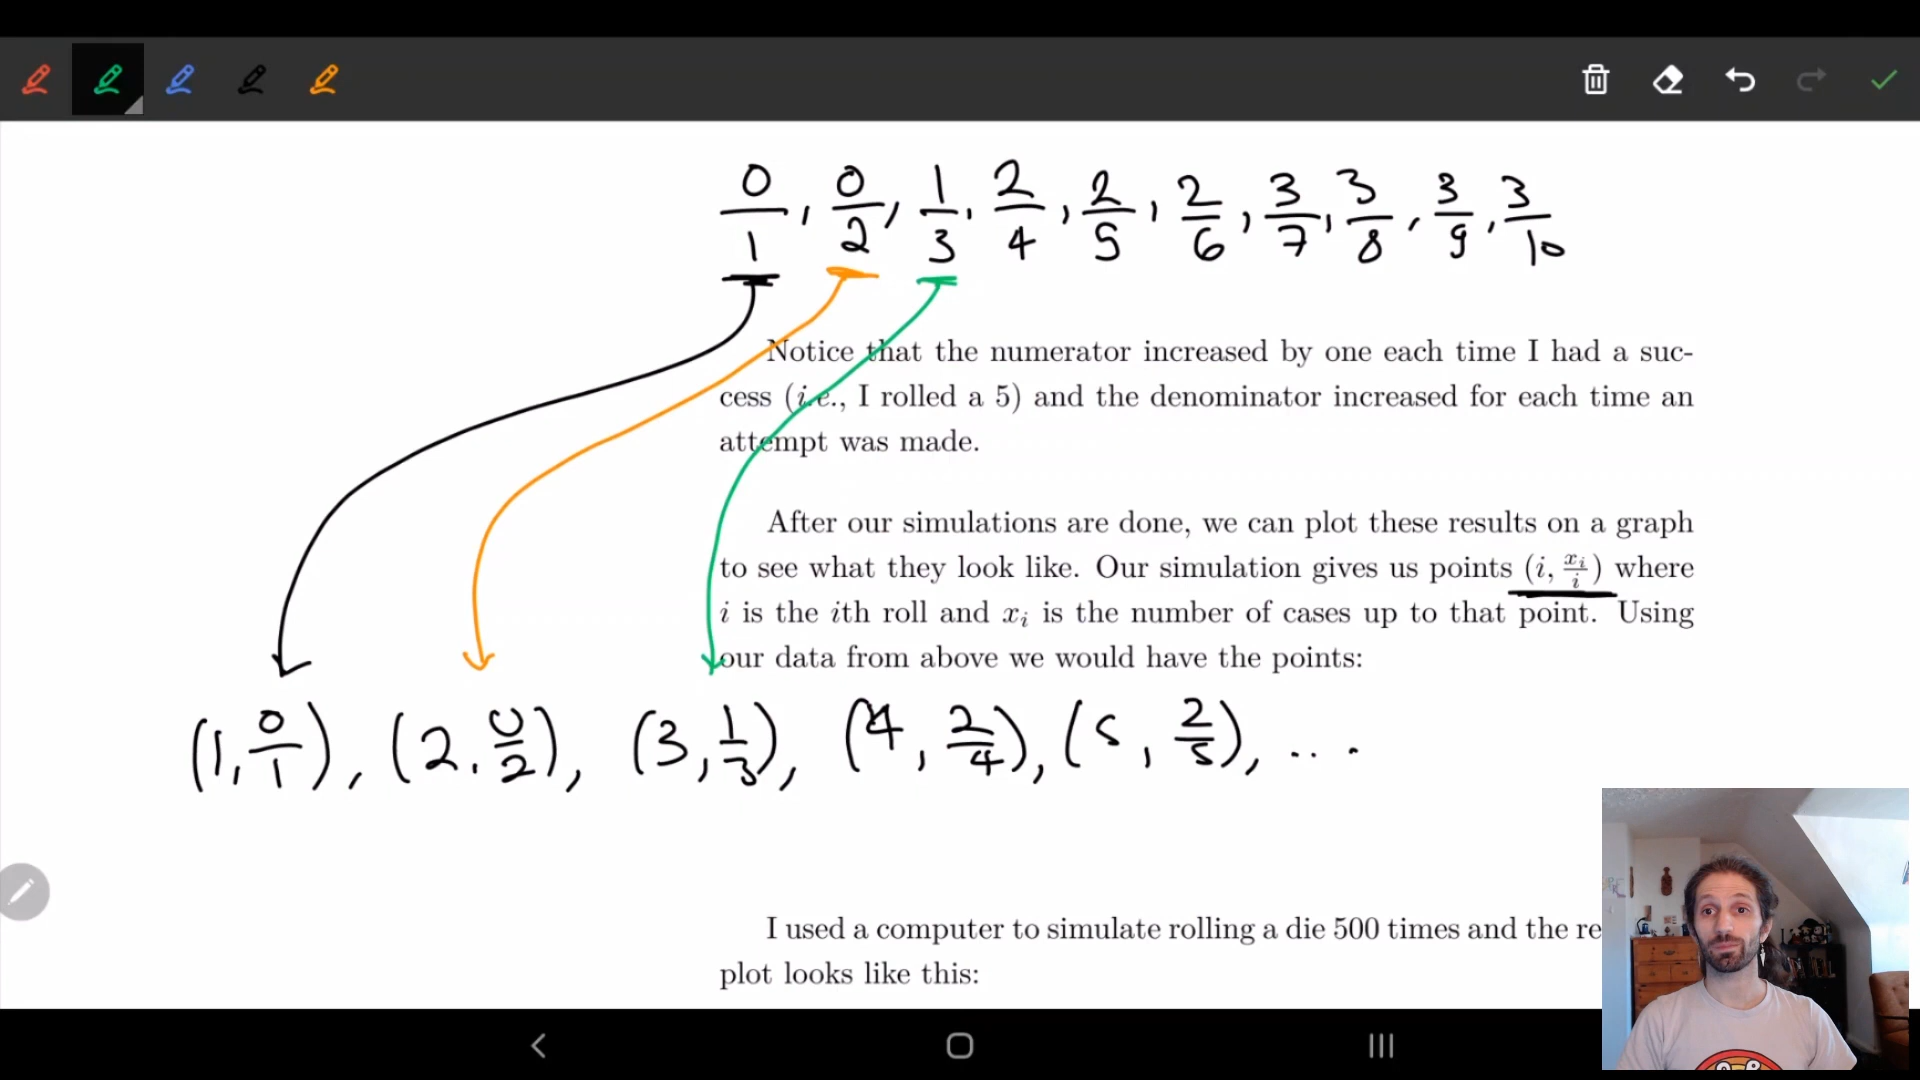 0/1, 0/2, 1/3, 2/4, 2/5, 2/6, 3/7, 3/8, 3/9, 3/10
Notice that the numerator increased by one each time I had a suc-
cess (i.e., I rolled a 5) and the denominator increased for each time an
attempt was made.
After our simulations are done, we can plot these results on a graph
to see what they look like. Our simulation gives us points (i, xᵢ/i) where
i is the ith roll and xᵢ is the number of cases up to that point. Using
our data from above we would have the points:
(1, 0/1), (2, 0/2), (3, 1/3), (4, 2/4), (5, 2/5), ...
I used a computer to simulate rolling a die 500 times and the re
plot looks like this: